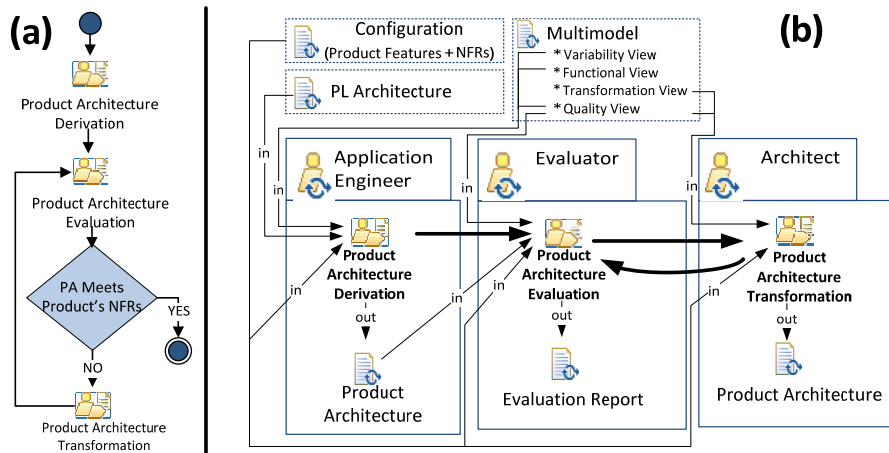 (a)
Product Architecture
Derivation
Product Architecture
Evaluation
PA Meets
Product's NFRs
YES
NO
Product Architecture
Transformation
(b)
Configuration
(Product Features + NFRs)
PL Architecture
Multimodel
* Variability View
* Functional View
* Transformation View
* Quality View
in
in
in
in
in
Application
Engineer
Evaluator
Architect
Product
Architecture
Derivation
Product
Architecture
Evaluation
Product
Architecture
Transformation
in
in
in
in
out
out
out
Product
Architecture
Evaluation Report
Product Architecture